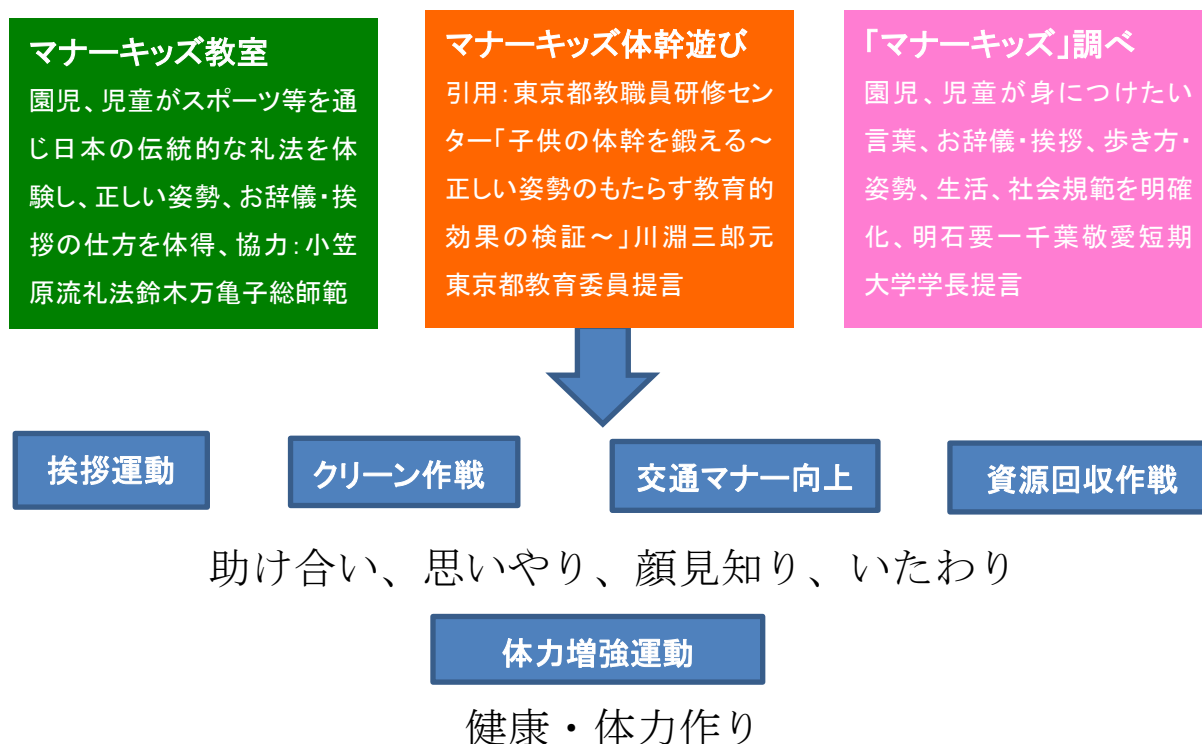 マナーキッズ教室
園児、児童がスポーツ等を通
じ日本の伝統的な礼法を体
験し、正しい姿勢、お辞儀・挨
拶の仕方を体得、協力：小笠
原流礼法鈴木万亀子総師範
マナーキッズ体幹遊び
引用：東京都教職員研修セン
ター「子供の体幹を鍛える～
正しい姿勢のもたらす教育的
効果の検証～」川淵三郎元
東京都教育委員提言
「マナーキッズ」調べ
園児、児童が身につけたい
言葉、お辞儀・挨拶、歩き方・
姿勢、生活、社会規範を明確
化、明石要一千葉敬愛短期
大学学長提言
挨拶運動
クリーン作戦
交通マナー向上
資源回収作戦
助け合い、思いやり、顔見知り、いたわり
体力増強運動
健康・体力作り